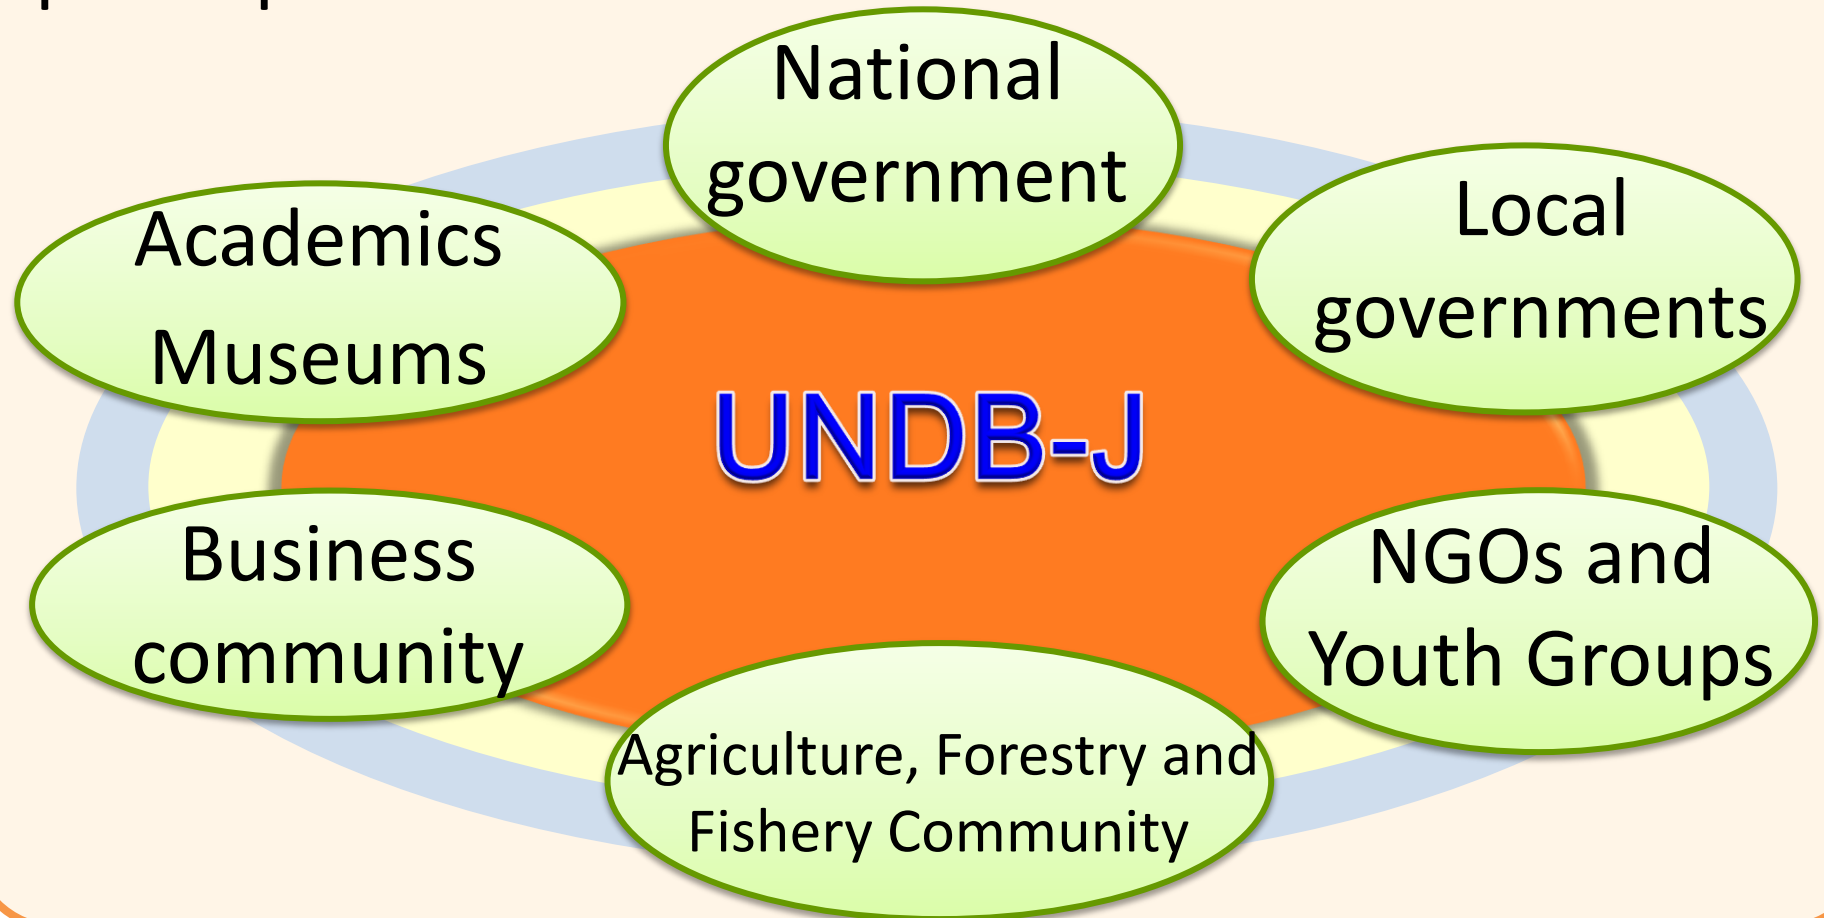 National
government
Local
governments
Academics
Museums
UNDB-J
Business
community
NGOs and
Youth Groups
Agriculture, Forestry and
Fishery Community